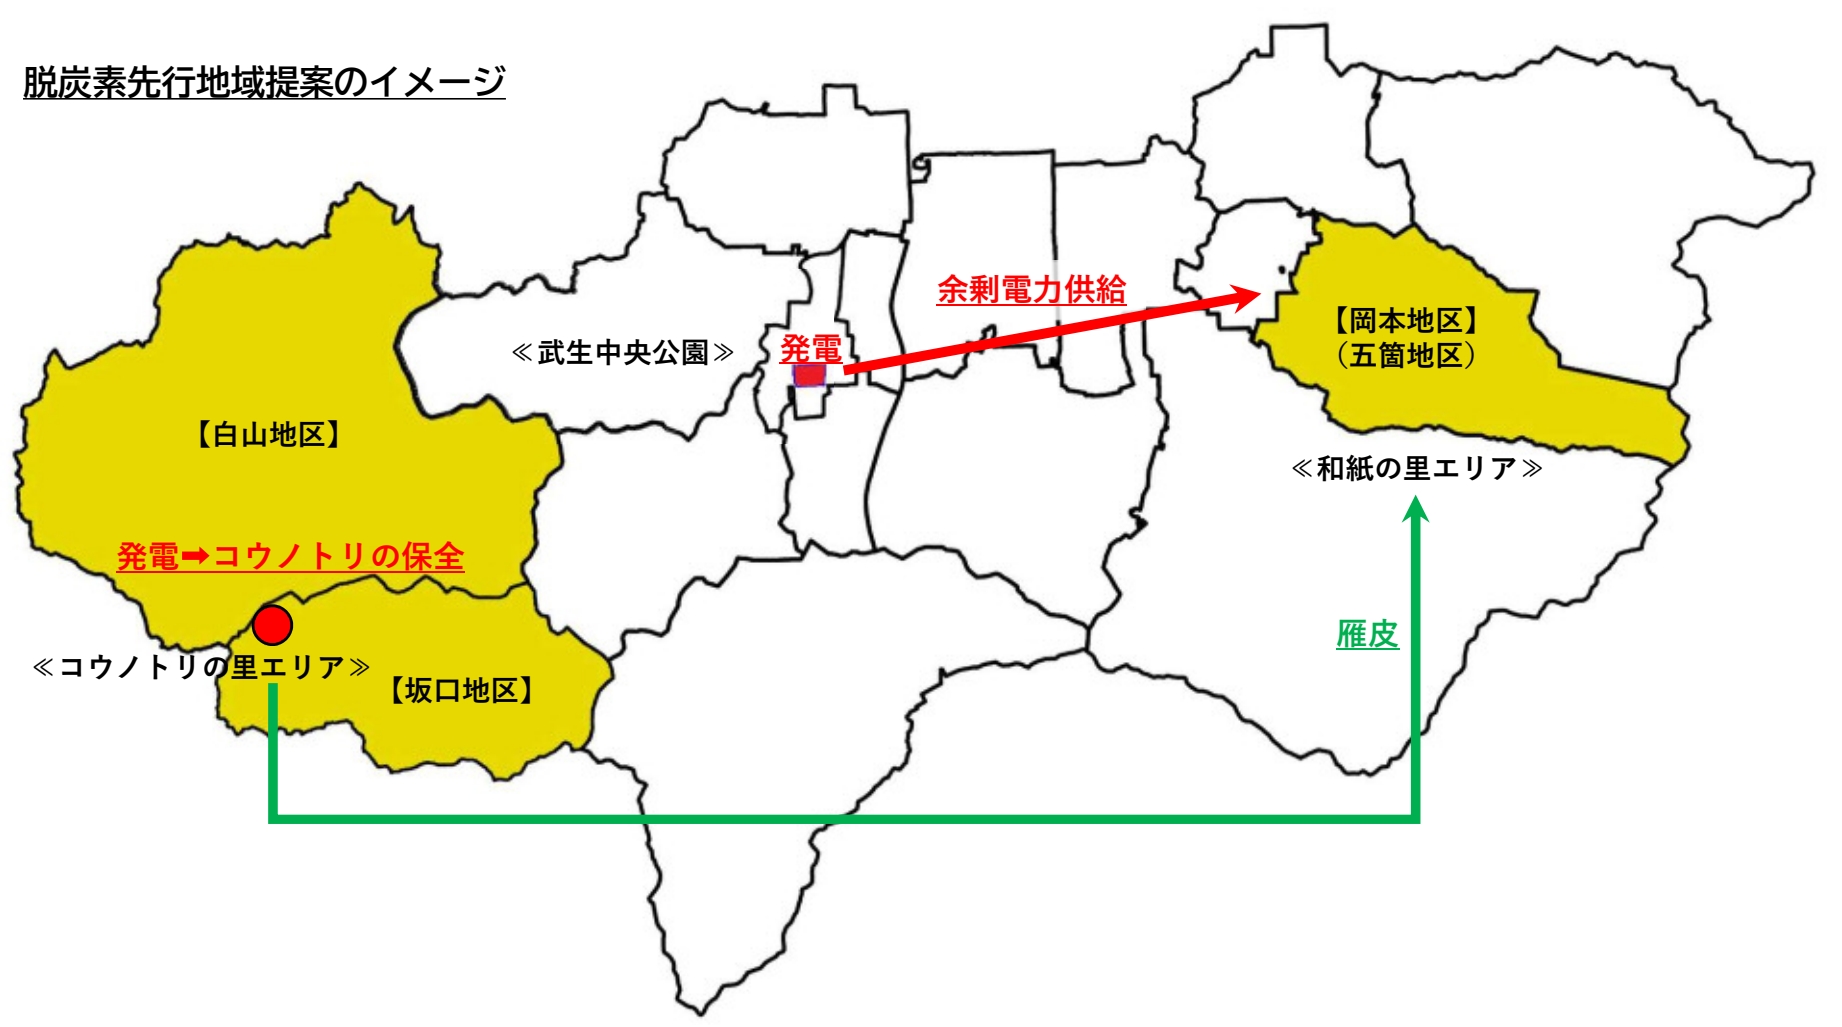 脱炭素先行地域提案のイメージ
余剰電力供給
【岡本地区】
（五箇地区）
≪武生中央公園≫
発電
【白山地区】
≪和紙の里エリア≫
発電➡コウノトリの保全
雁皮
≪コウノトリの里エリア≫
【坂口地区】